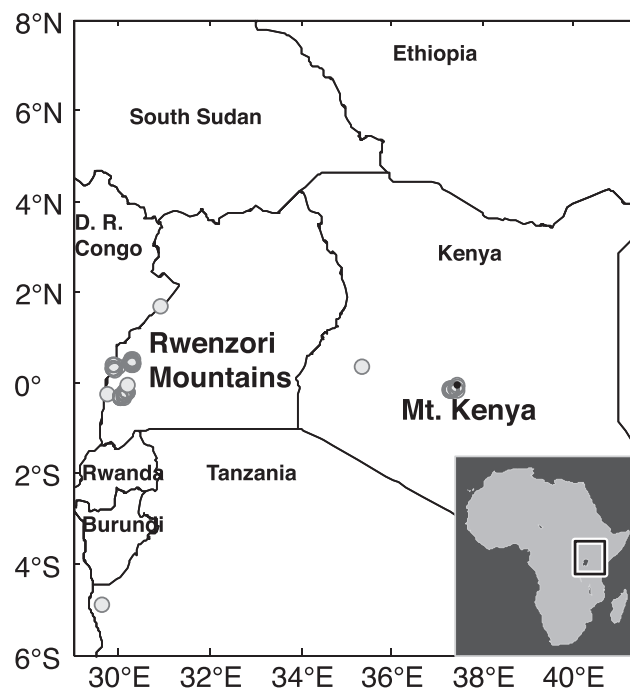 8°N
Ethiopia
6°N
South Sudan
4°N
D. R.
Congo
Kenya
2°N
Rwenzori
Mountains
0°
Mt. Kenya
2°S
Rwanda
Tanzania
Burundi
4°S
6°S
30°E 32°E 34°E 36°E 38°E 40°E